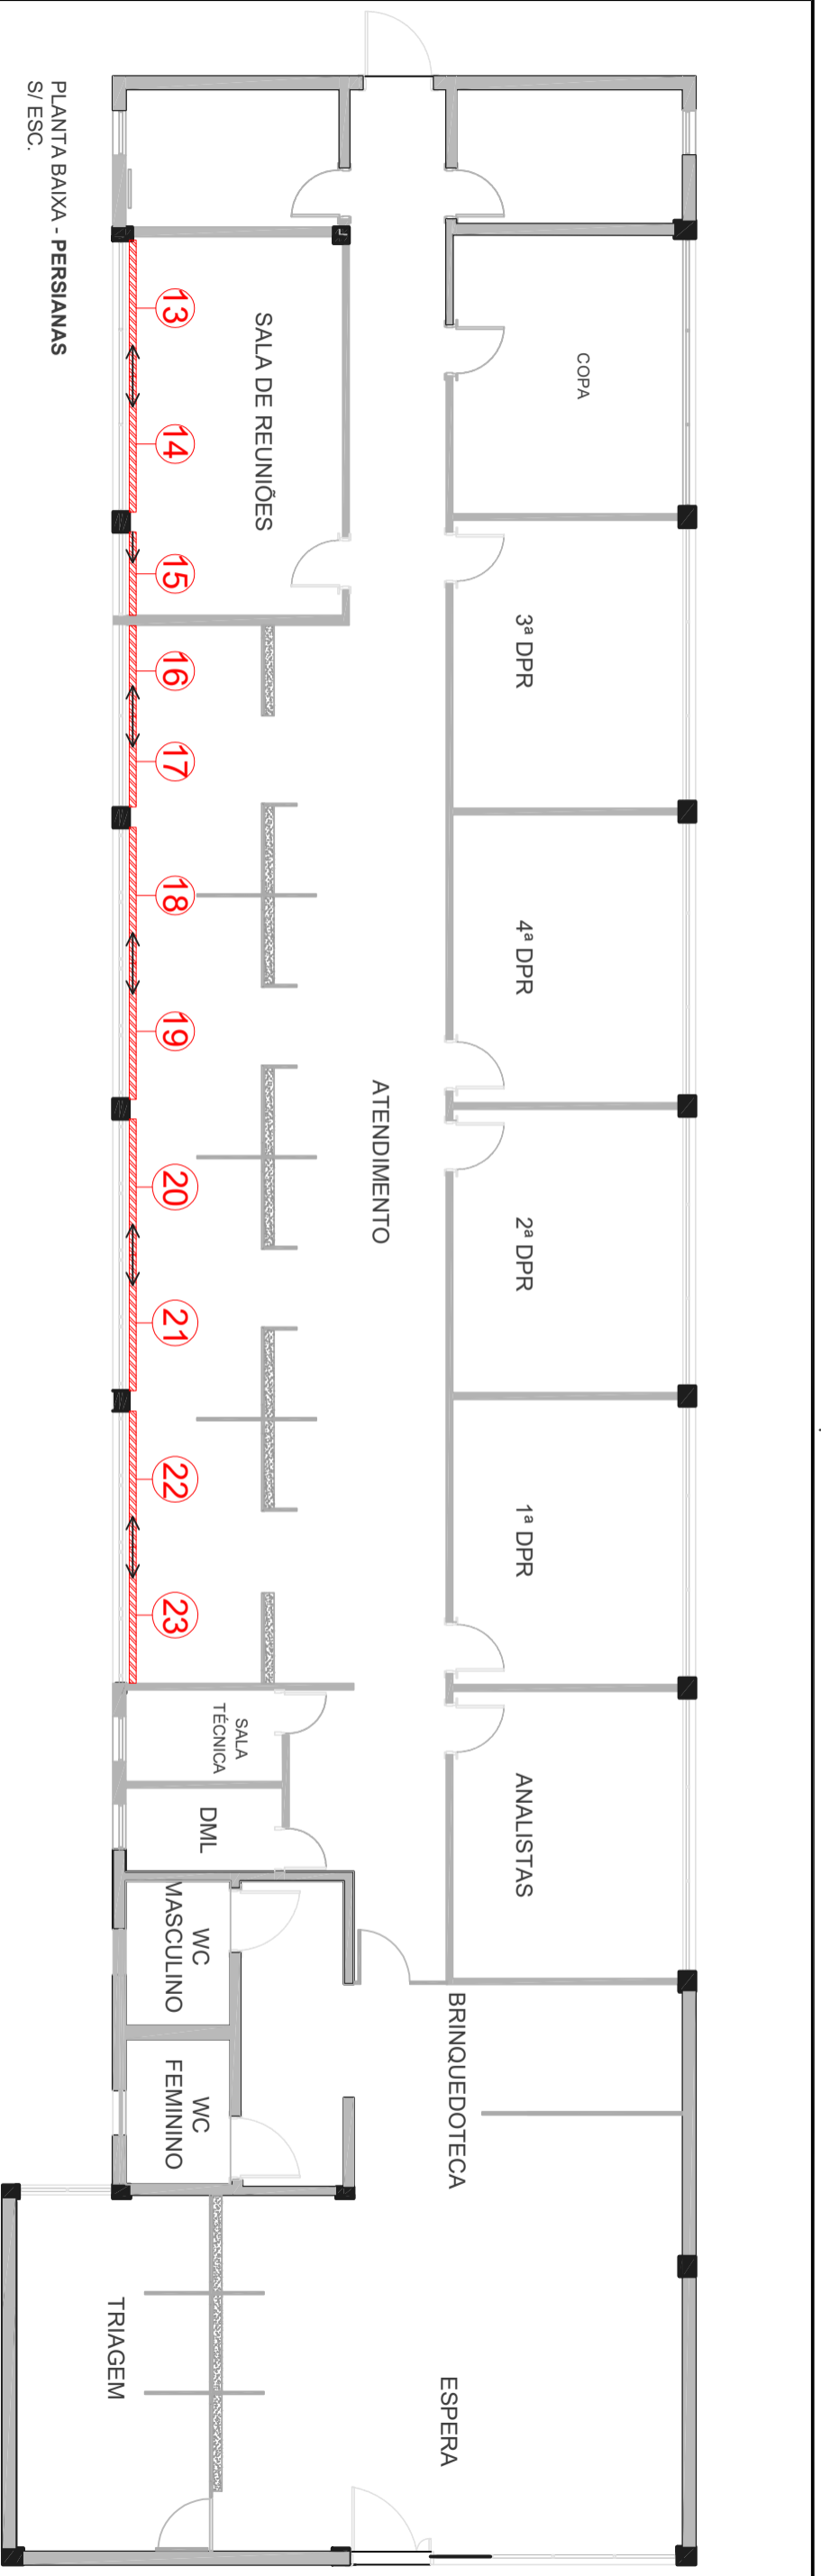 COPA
3ª DPR
4ª DPR
2ª DPR
1ª DPR
ANALISTAS
BRINQUEDOTECA
ESPERA
ATENDIMENTO
SALA DE REUNIÕES
SALA
TÉCNICA
DML
WC
MASCULINO
WC
FEMININO
TRIAGEM
13
14
15
16
17
18
19
20
21
22
23
PLANTA BAIXA - PERSIANAS
S/ ESC.